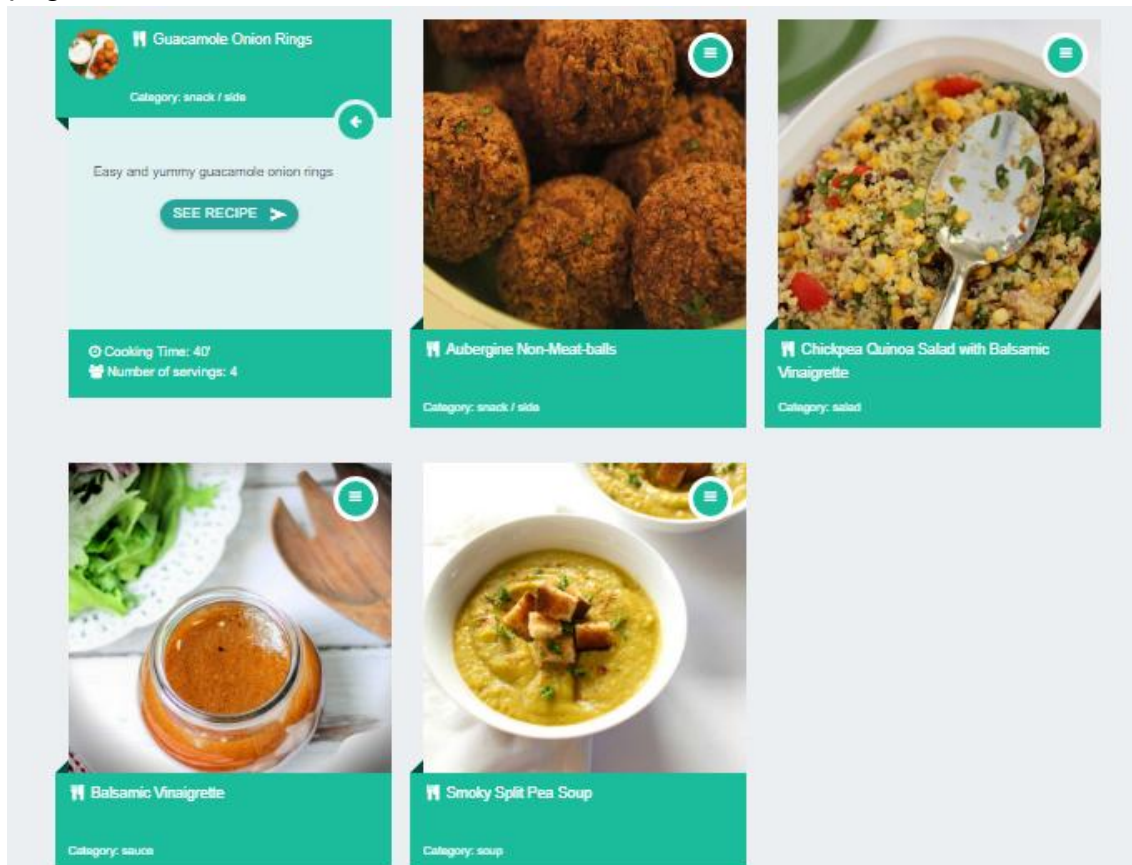 Guacamole Onion Rings
Category: snack / side
Easy and yummy guacamole onion rings
SEE RECIPE
Cooking Time: 40'
Number of servings: 4
Aubergine Non-Meat-balls
Category: snack / side
Chickpea Quinoa Salad with Balsamic
Vinaigrette
Category: salad
Balsamic Vinaigrette
Category: sauce
Smoky Split Pea Soup
Category: soup